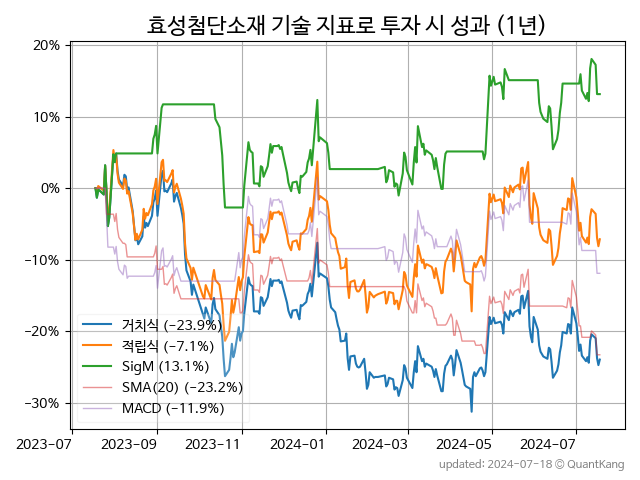 효성첨단소재 기술 지표로 투자 시 성과 (1년)
20%
10%
0%
−10%
−20%
−30%
거치식 (−23.9%)
적립식 (−7.1%)
SigM (13.1%)
SMA(20) (−23.2%)
MACD (−11.9%)
2023-07
2023-09
2023-11
2024-01
2024-03
2024-05
2024-07
updated: 2024-07-18 © QuantKang